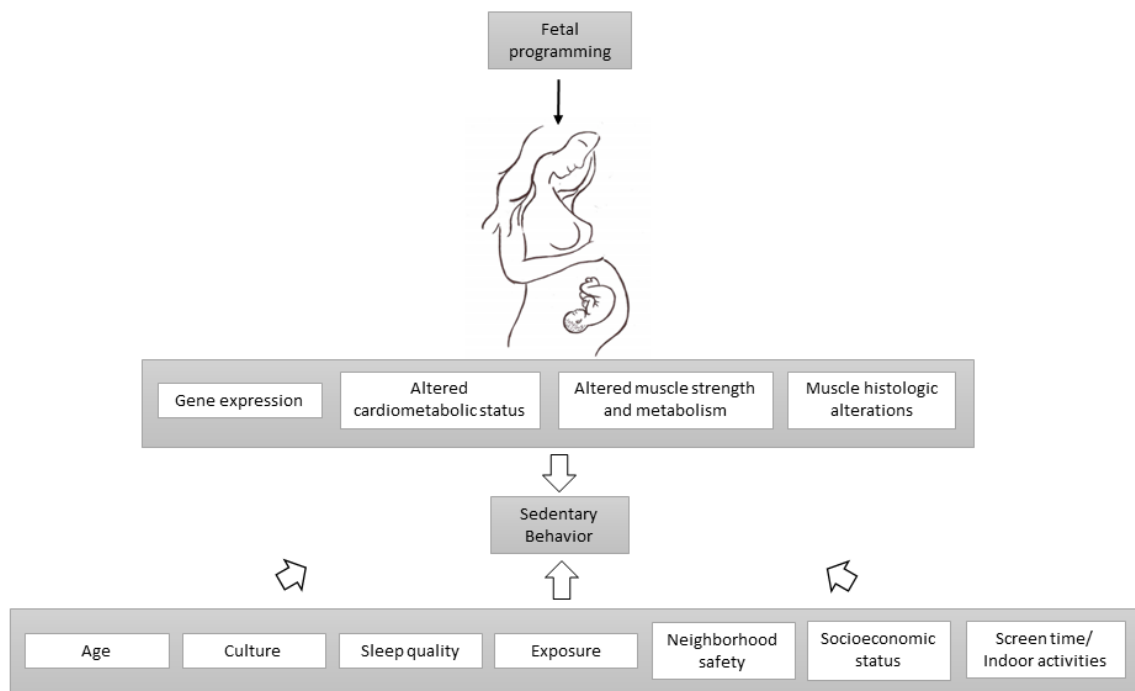 Fetal
programming
Gene expression
Altered
cardiometabolic status
Altered muscle strength
and metabolism
Muscle histologic
alterations
Sedentary
Behavior
Age
Culture
Sleep quality
Exposure
Neighborhood
safety
Socioeconomic
status
Screen time/
Indoor activities